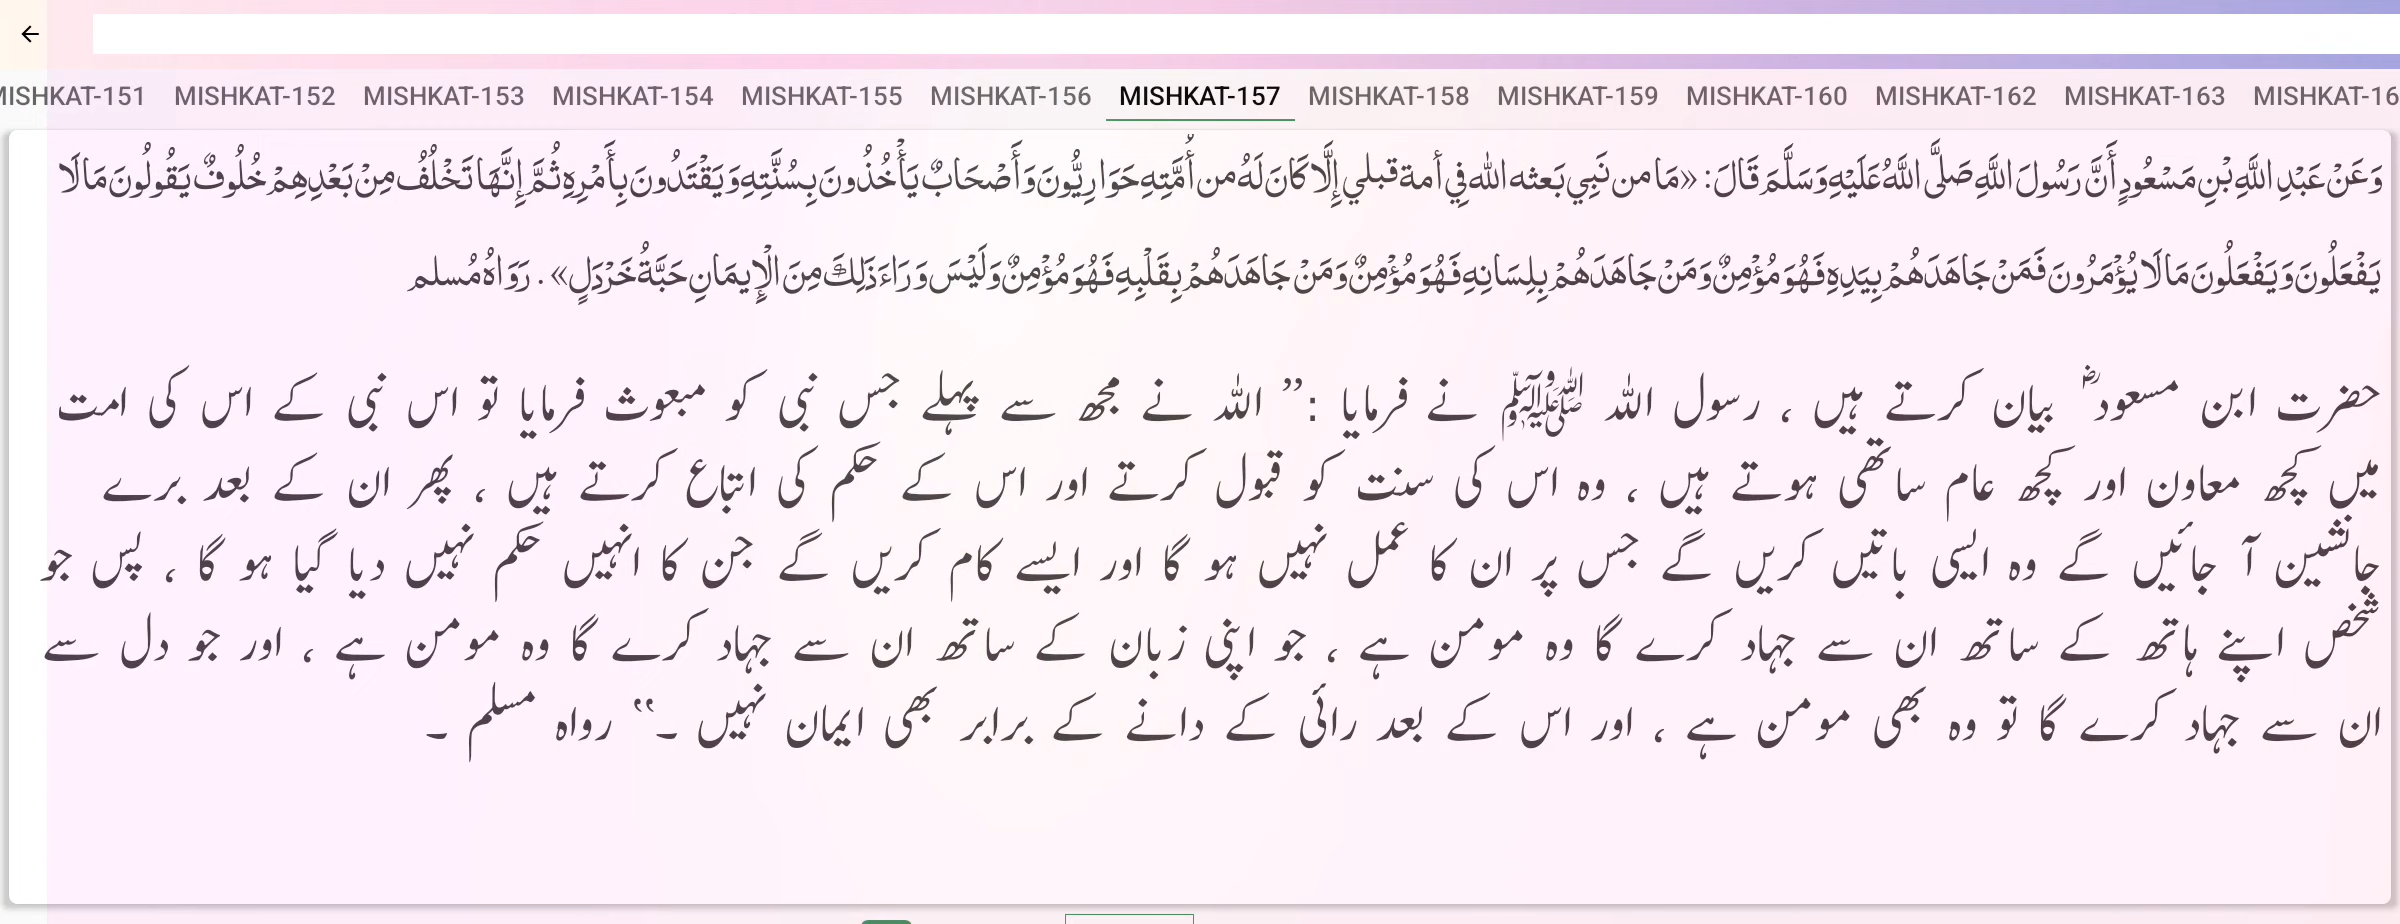 MISHKAT-151 MISHKAT-152 MISHKAT-153 MISHKAT-154 MISHKAT-155 MISHKAT-156 MISHKAT-157 MISHKAT-158 MISHKAT-159 MISHKAT-160 MISHKAT-162 MISHKAT-163 MISHKAT-16
وَعَنْ عَبْدِ اللَّهِ بْنِ مَسْعُودٍ أَنَّ رَسُولَ اللَّهِ صَلَّى اللَّهُ عَلَيْهِ وَسَلَّمَ قَالَ: «مَا من نَبِي بَعثه الله فِي أمة قبلي إِلَّا كَانَ لَهُ من أُمَّتِهِ حَوَارِيُّونَ وَأَصْحَابٌ يَأْخُذُونَ بِسُنَّتِهِ وَيَقْتَدُونَ بِأَمْرِهِ ثُمَّ إِنَّهَا تَخْلُفُ مِنْ بَعْدِهِمْ خُلُوفٌ يَقُولُونَ مَا لَا
يَفْعَلُونَ وَيَفْعَلُونَ مَا لَا يُؤْمَرُونَ فَمَنْ جَاهَدَهُمْ بِيَدِهِ فَهُوَ مُؤْمِنٌ وَمَنْ جَاهَدَهُمْ بِلِسَانِهِ فَهُوَ مُؤْمِنٌ وَمَنْ جَاهَدَهُمْ بِقَلْبِهِ فَهُوَ مُؤْمِنٌ وَلَيْسَ وَرَاءَ ذَلِكَ مِنَ الْإِيمَانِ حَبَّةُ خَرْدَلٍ» . رَوَاهُ مُسلم
حضرت ابن مسعود ؓ بیان کرتے ہیں ، رسول اللہ ﷺ نے فرمایا :’’ اللہ نے مجھ سے پہلے جس نبی کو مبعوث فرمایا تو اس نبی کے اس کی امت
میں کچھ معاون اور کچھ عام ساتھی ہوتے ہیں ، وہ اس کی سنت کو قبول کرتے اور اس کے حکم کی اتباع کرتے ہیں ، پھر ان کے بعد برے
جانشین آ جائیں گے وہ ایسی باتیں کریں گے جس پر ان کا عمل نہیں ہو گا اور ایسے کام کریں گے جن کا انہیں حکم نہیں دیا گیا ہو گا ، پس جو
شخص اپنے ہاتھ کے ساتھ ان سے جہاد کرے گا وہ مومن ہے ، جو اپنی زبان کے ساتھ ان سے جہاد کرے گا وہ مومن ہے ، اور جو دل سے
ان سے جہاد کرے گا تو وہ بھی مومن ہے ، اور اس کے بعد رائی کے دانے کے برابر بھی ایمان نہیں ۔‘‘ رواہ مسلم ۔